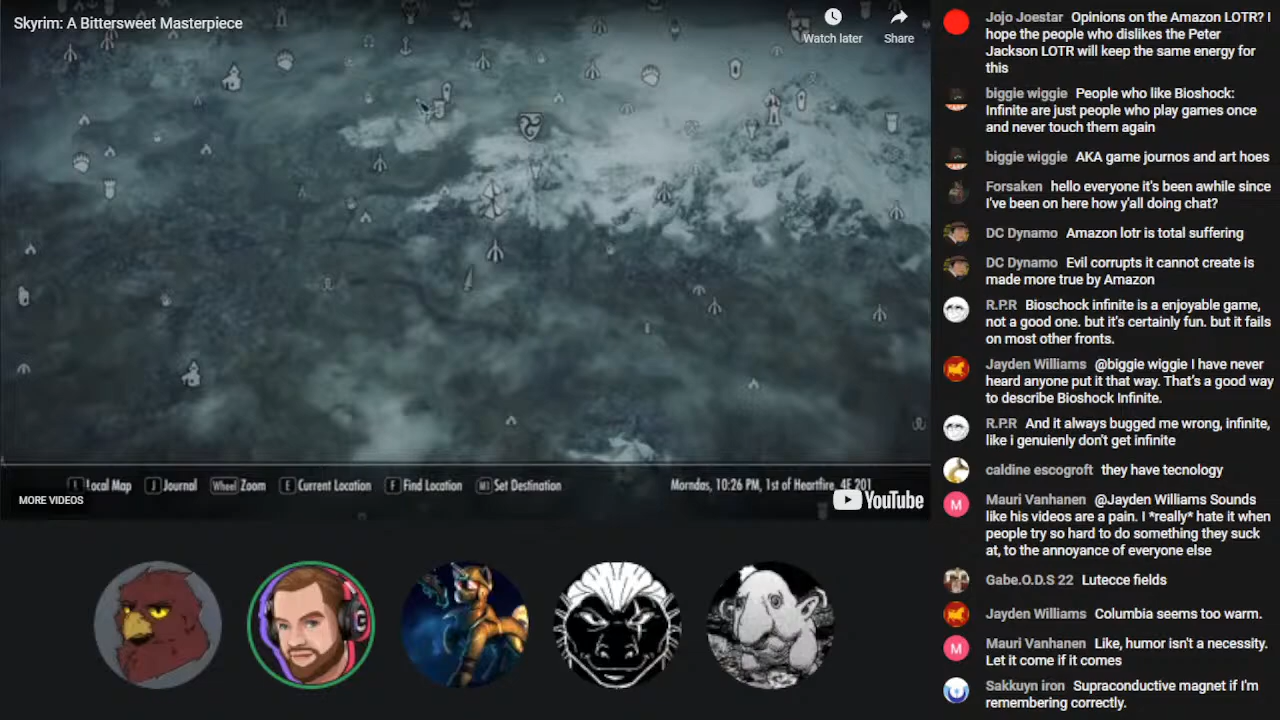 Skyrim: A Bittersweet Masterpiece
Watch later
Share
L Local Map
J Journal
Wheel Zoom
E Current Location
F Find Location
Set Destination
Morndas, 10:26 PM, 1st of Heartfire, 4E 201
MORE VIDEOS
YouTube
Jojo Joestar Opinions on the Amazon LOTR? I
hope the people who dislikes the Peter
Jackson LOTR will keep the same energy for
this
biggie wiggie People who like Bioshock:
Infinite are just people who play games once
and never touch them again
biggie wiggie AKA game journos and art hoes
Forsaken hello everyone it's been awhile since
I've been on here how y'all doing chat?
DC Dynamo Amazon lotr is total suffering
DC Dynamo Evil corrupts it cannot create is
made more true by Amazon
R.P.R Bioschock infinite is a enjoyable game,
not a good one. but it's certainly fun. but it fails
on most other fronts.
Jayden Williams @biggie wiggie I have never
heard anyone put it that way. That's a good way
to describe Bioshock Infinite.
R.P.R And it always bugged me wrong, infinite,
like i genuienly don't get infinite
caldine escogroft they have tecnology
M
Mauri Vanhanen @Jayden Williams Sounds
like his videos are a pain. I *really* hate it when
people try so hard to do something they suck
at, to the annoyance of everyone else
Gabe.O.D.S 22 Lutecce fields
Jayden Williams Columbia seems too warm.
M
Mauri Vanhanen Like, humor isn't a necessity.
Let it come if it comes
Sakkuyn iron Supraconductive magnet if I'm
remembering correctly.